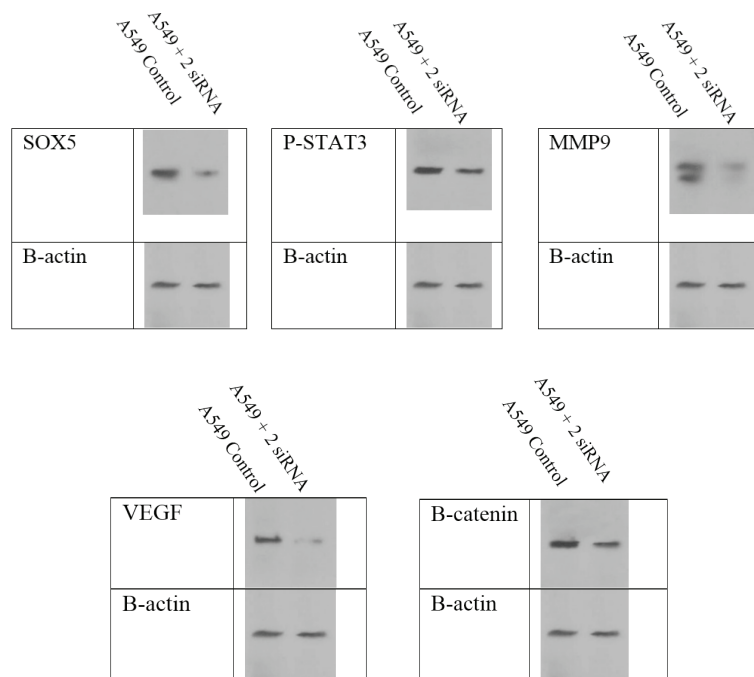 A549 Control
A549 + 2 siRNA
A549 Control
A549 + 2 siRNA
A549 Control
A549 + 2 siRNA
SOX5
P-STAT3
MMP9
B-actin
B-actin
B-actin
A549 Control
A549 + 2 siRNA
A549 Control
A549 + 2 siRNA
VEGF
B-catenin
B-actin
B-actin